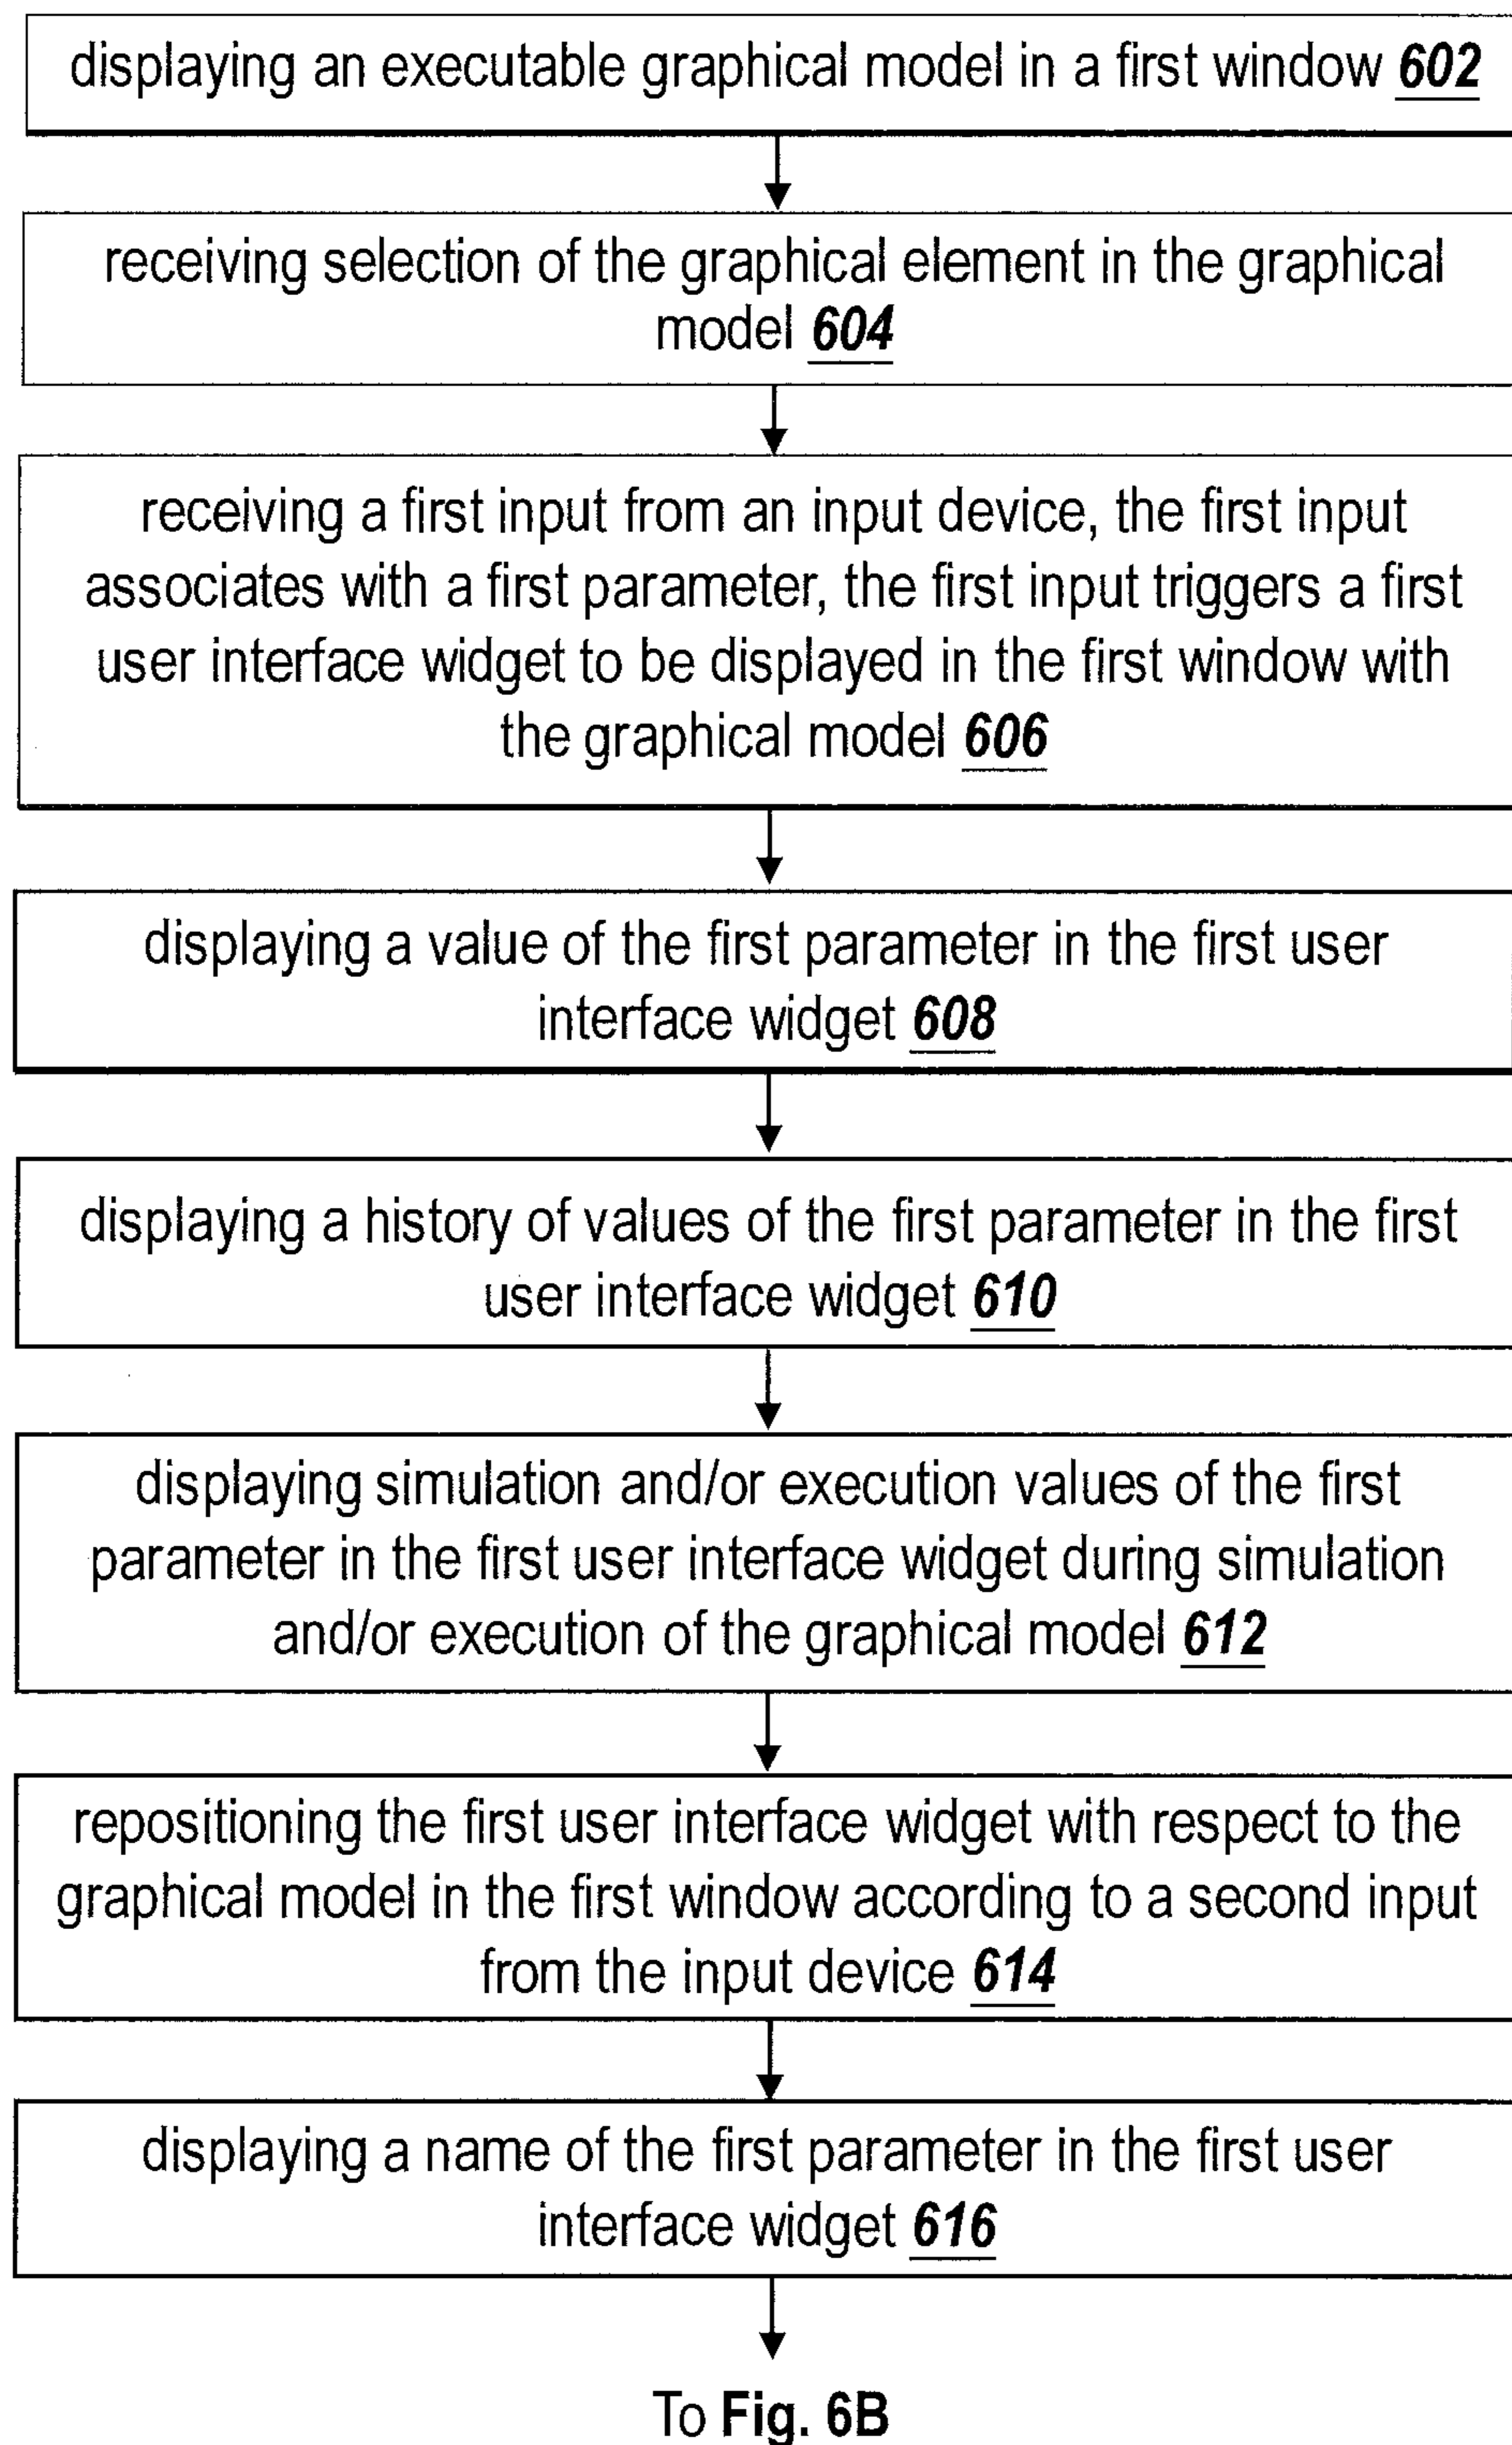 displaying an executable graphical model in a first window 602
receiving selection of the graphical element in the graphical
model 604
receiving a first input from an input device, the first input
associates with a first parameter, the first input triggers a first
user interface widget to be displayed in the first window with
the graphical model 606
displaying a value of the first parameter in the first user
interface widget 608
displaying a history of values of the first parameter in the first
user interface widget 610
displaying simulation and/or execution values of the first
parameter in the first user interface widget during simulation
and/or execution of the graphical model 612
repositioning the first user interface widget with respect to the
graphical model in the first window according to a second input
from the input device 614
displaying a name of the first parameter in the first user
interface widget 616
To Fig. 6B